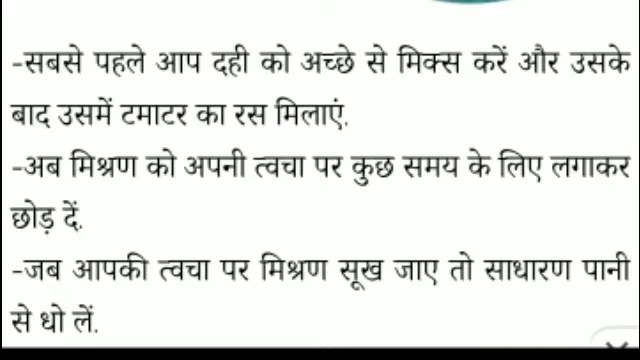 -सबसे पहले आप दही को अच्छे से मिक्स करें और उसके
बाद उसमें टमाटर का रस मिलाएं.
-अब मिश्रण को अपनी त्वचा पर कुछ समय के लिए लगाकर
छोड़ दें.
-जब आपकी त्वचा पर मिश्रण सूख जाए तो साधारण पानी
से धो लें.